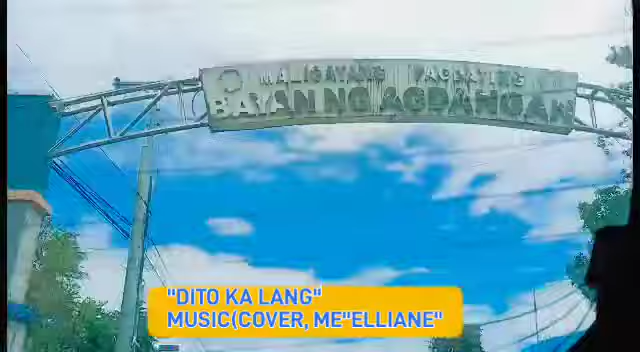 MALIGAYANG PAGDATING
BAYAN NG AGDANGAN
"DITO KA LANG"
MUSIC(COVER, ME"ELLIANE"